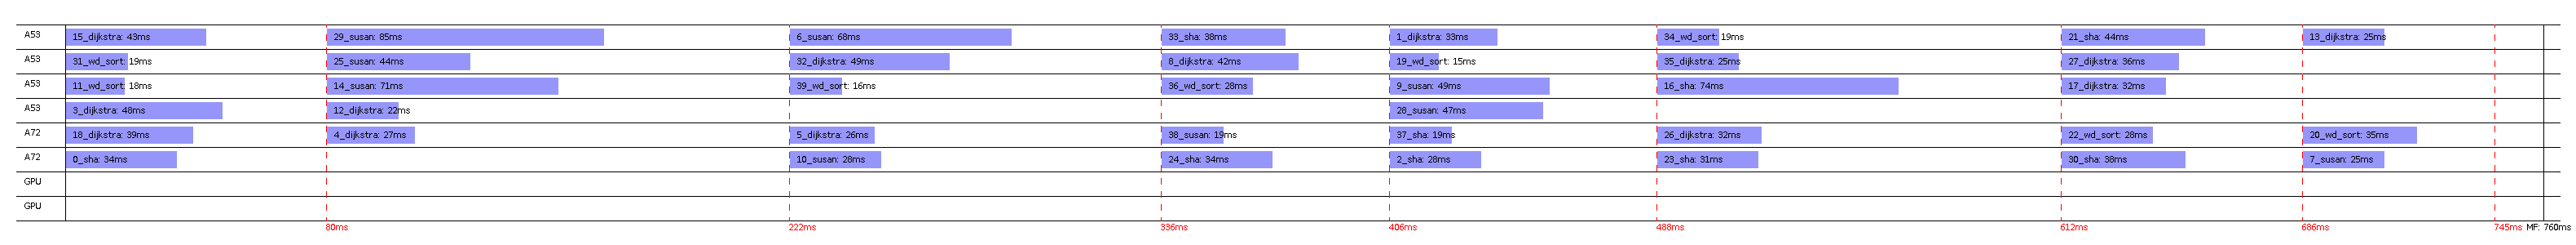 A53 15_dijkstra: 43ms 29_susan: 85ms 6_susan: 68ms 33_sha: 38ms 1_dijkstra: 33ms 34_wd_sort: 19ms 21_sha: 44ms 13_dijkstra: 25ms
A53 31_wd_sort: 19ms 25_susan: 44ms 32_dijkstra: 49ms 8_dijkstra: 42ms 19_wd_sort: 15ms 35_dijkstra: 25ms 27_dijkstra: 36ms
A53 11_wd_sort: 18ms 14_susan: 71ms 39_wd_sort: 16ms 36_wd_sort: 28ms 9_susan: 49ms 16_sha: 74ms 17_dijkstra: 32ms
A53 3_dijkstra: 48ms 12_dijkstra: 22ms 28_susan: 47ms
A72 18_dijkstra: 39ms 4_dijkstra: 27ms 5_dijkstra: 26ms 38_susan: 19ms 37_sha: 19ms 26_dijkstra: 32ms 22_wd_sort: 28ms 20_wd_sort: 35ms
A72 0_sha: 34ms 10_susan: 28ms 24_sha: 34ms 2_sha: 28ms 23_sha: 31ms 30_sha: 38ms 7_susan: 25ms
GPU
GPU
80ms 222ms 336ms 406ms 488ms 612ms 686ms 745ms MF: 760ms